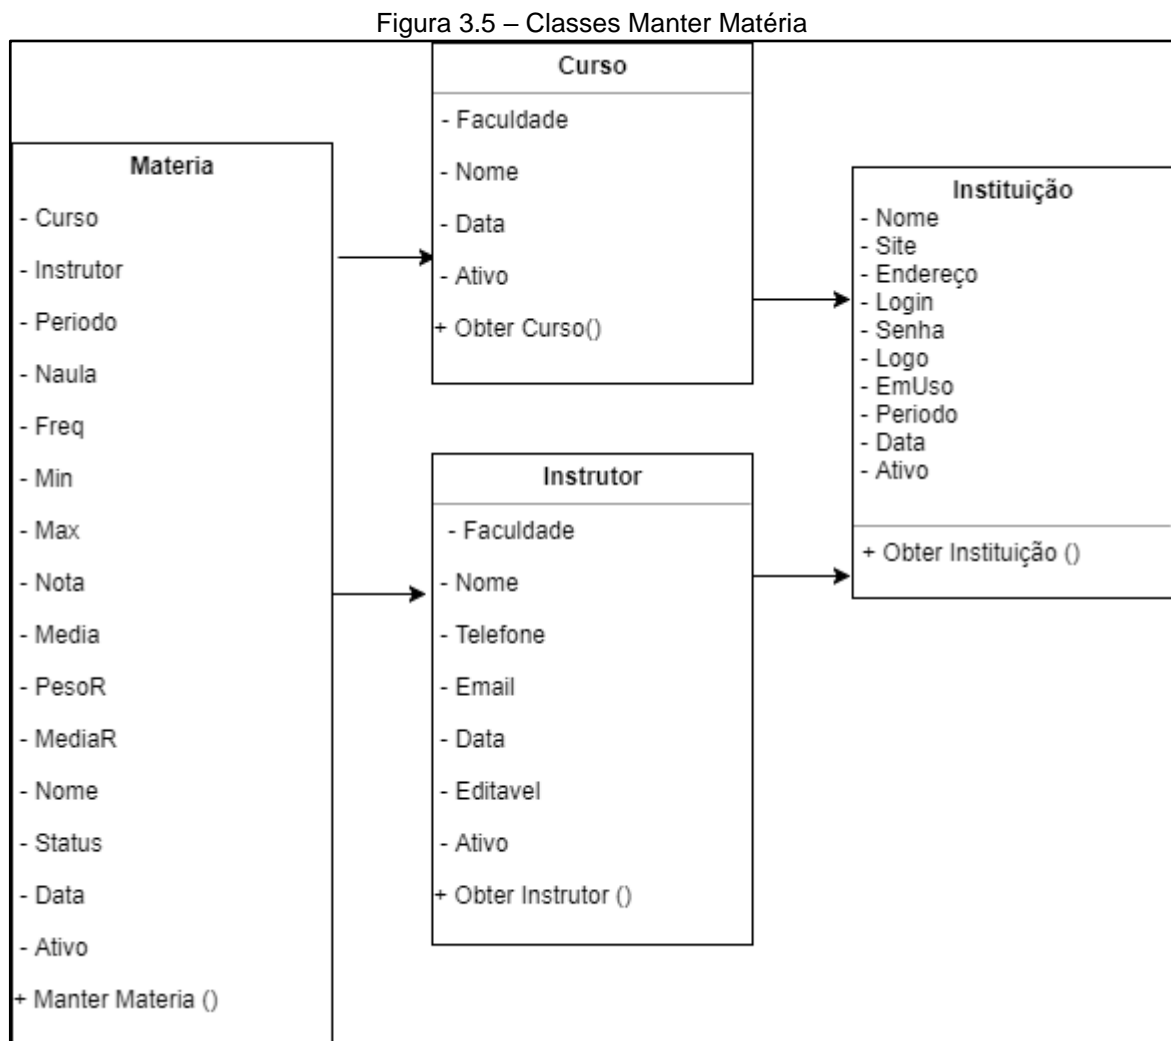 Figura 3.5 – Classes Manter Matéria
Materia
- Curso
- Instrutor
- Periodo
- Naula
- Freq
- Min
- Max
- Nota
- Media
- PesoR
- MediaR
- Nome
- Status
- Data
- Ativo
+ Manter Materia ()
Curso
- Faculdade
- Nome
- Data
- Ativo
+ Obter Curso()
Instrutor
- Faculdade
- Nome
- Telefone
- Email
- Data
- Editavel
- Ativo
+ Obter Instrutor ()
Instituição
- Nome
- Site
- Endereço
- Login
- Senha
- Logo
- EmUso
- Periodo
- Data
- Ativo
+ Obter Instituição ()